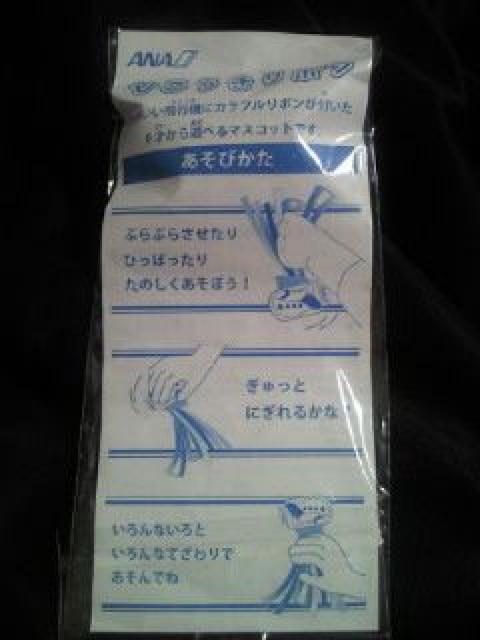 ANA
い飛行機にカラフルリボンが付いた
0才から遊べるマスコットです。
あそびかた
ぶらぶらさせたり
ひっぱったり
たのしくあそぼう！
ぎゅっと
にぎれるかな
いろんないろと
いろんなてざわりで
あそんでね